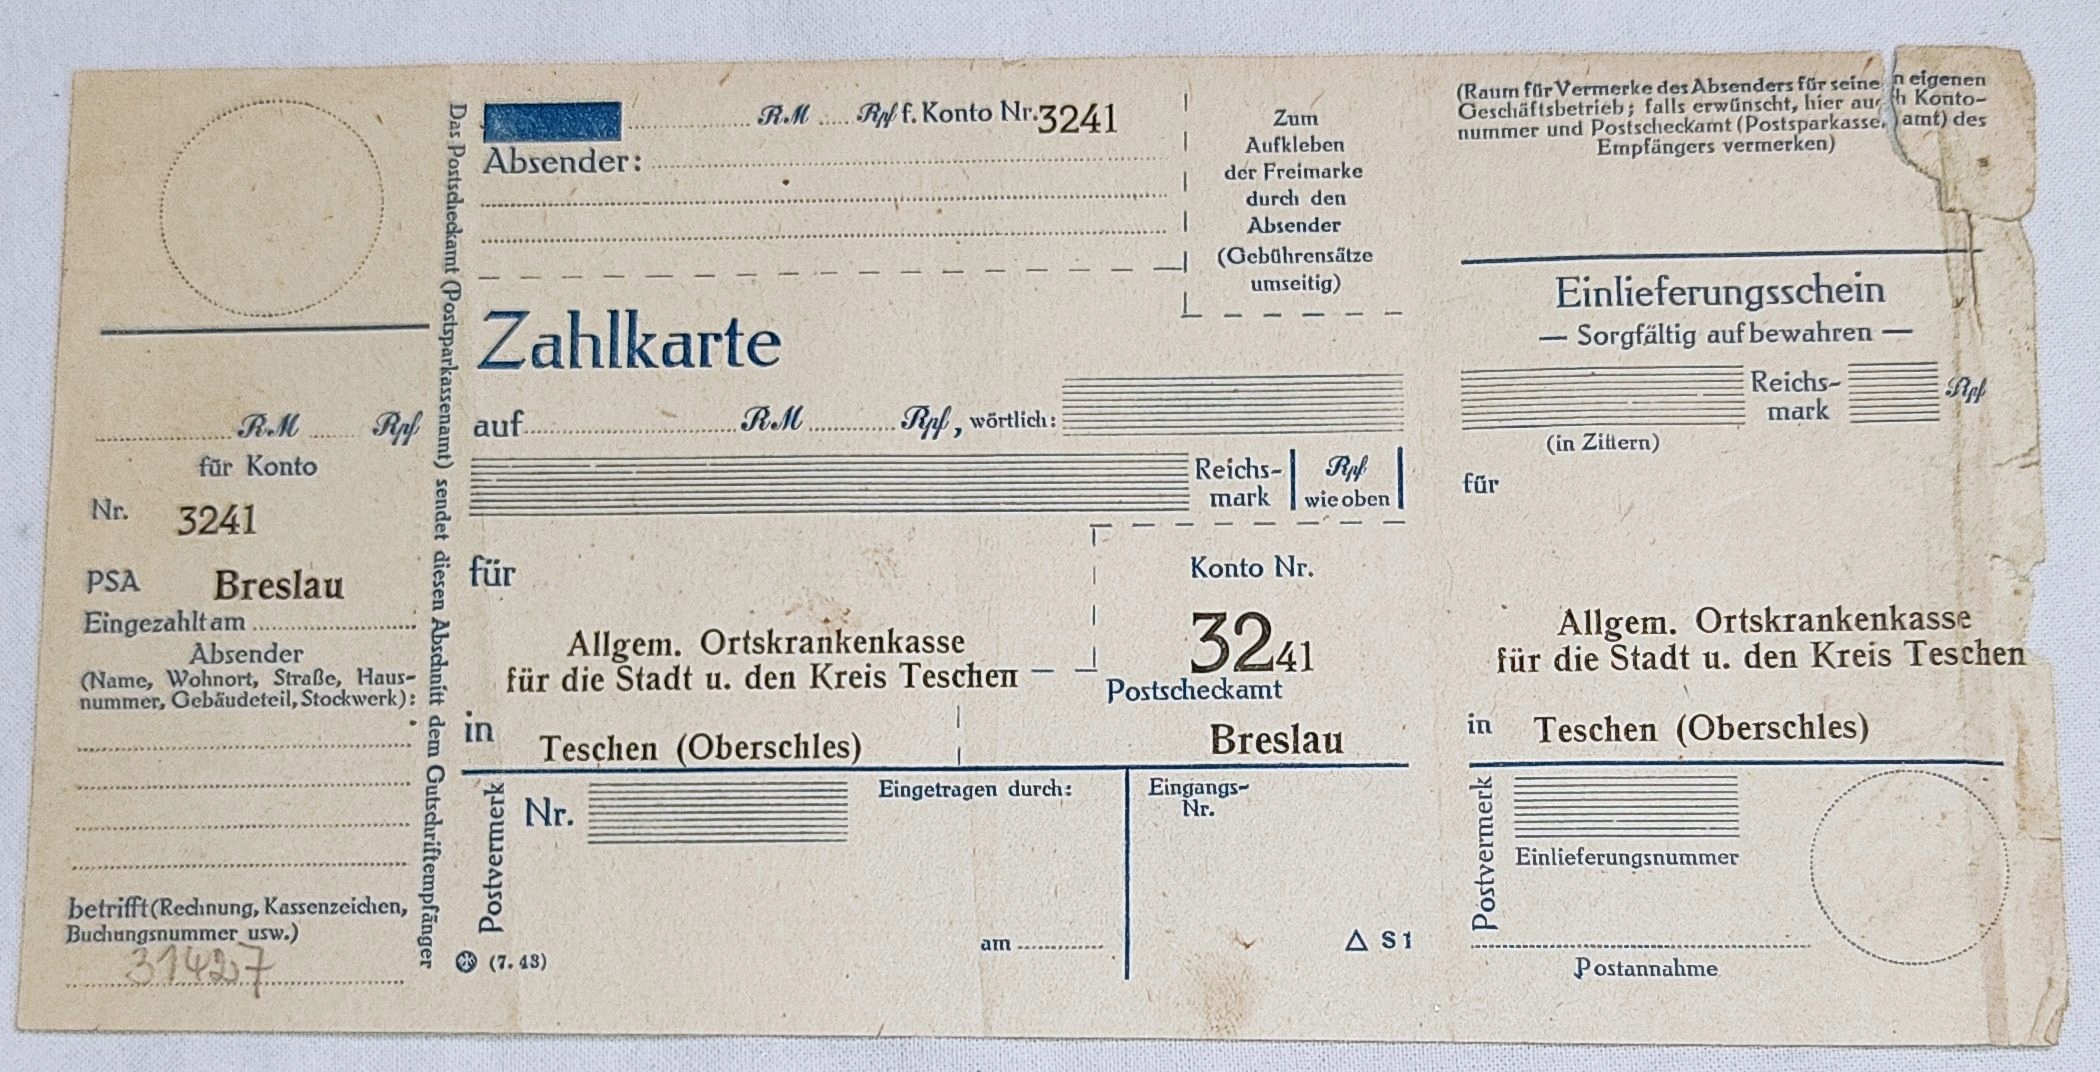 RM Rpf
für Konto
Nr. 3241
PSA Breslau
Eingezahlt am
Absender
(Name, Wohnort, Straße, Haus-
nummer, Gebäudeteil, Stockwerk):
betrifft (Rechnung, Kassenzeichen,
Buchungsnummer usw.)
31427
Das Postscheckamt (Postsparkassenamt) sendet diesen Abschnitt dem Gutschriftempfänger
RM Rpf f. Konto Nr. 3241
Absender:
Zum
Aufkleben
der Freimarke
durch den
Absender
(Gebührensätze
umseitig)
Zahlkarte
auf RM Rpf, wörtlich:
Reichs-
mark
Rpf
wie oben
für
Allgem. Ortskrankenkasse
für die Stadt u. den Kreis Teschen
Konto Nr.
3241
Postscheckamt
in Teschen (Oberschles)
Breslau
Postvermerk
Nr.
Eingetragen durch:
am
Eingangs-
Nr.
(7. 43)
△ S 1
(Raum für Vermerke des Absenders für seinen eigenen
Geschäftsbetrieb; falls erwünscht, hier auch Konto-
nummer und Postscheckamt (Postsparkassenamt) des
Empfängers vermerken)
Einlieferungsschein
— Sorgfältig aufbewahren —
Reichs-
mark
Rpf
(in Ziffern)
für
Allgem. Ortskrankenkasse
für die Stadt u. den Kreis Teschen
in Teschen (Oberschles)
Postvermerk
Einlieferungsnummer
Postannahme